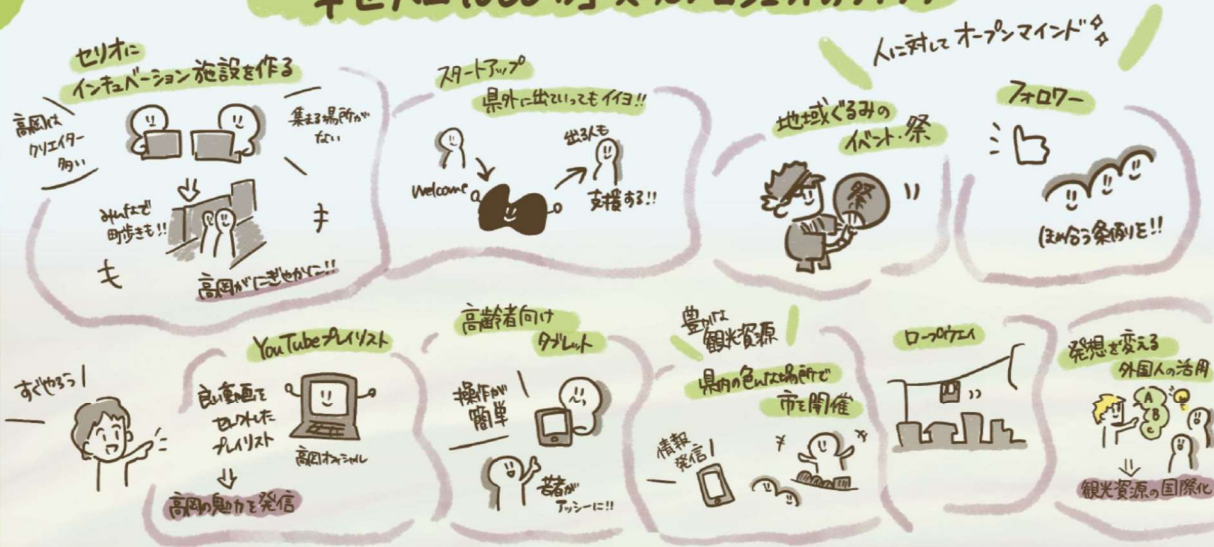 人に対して オープンマインド
セリオに
インキュベーション施設を作る
高岡は
クリエイター
多い
集まる場所が
ない
みんなで
町歩きも!!
高岡がにぎやかに!!
スタートアップ
県外に出ていってもイイヨ!!
welcome
出る人も
支援する!!
地域ぐるみの
イベント・祭
祭
フォロワー
ほめ合う条例を!!
すぐやろう!
YouTubeプレイリスト
良い動画を
セレクトした
プレイリスト
高岡オフィシャル
高岡の魅力を発信
高齢者向け
タブレット
操作が
簡単
若者が
アッシーに!!
豊かな
観光資源
県内の色んな場所で
市を開催
情報
発信!
ロープウェイ
発想を変える
外国人の活用
A
B
C
観光資源の国際化